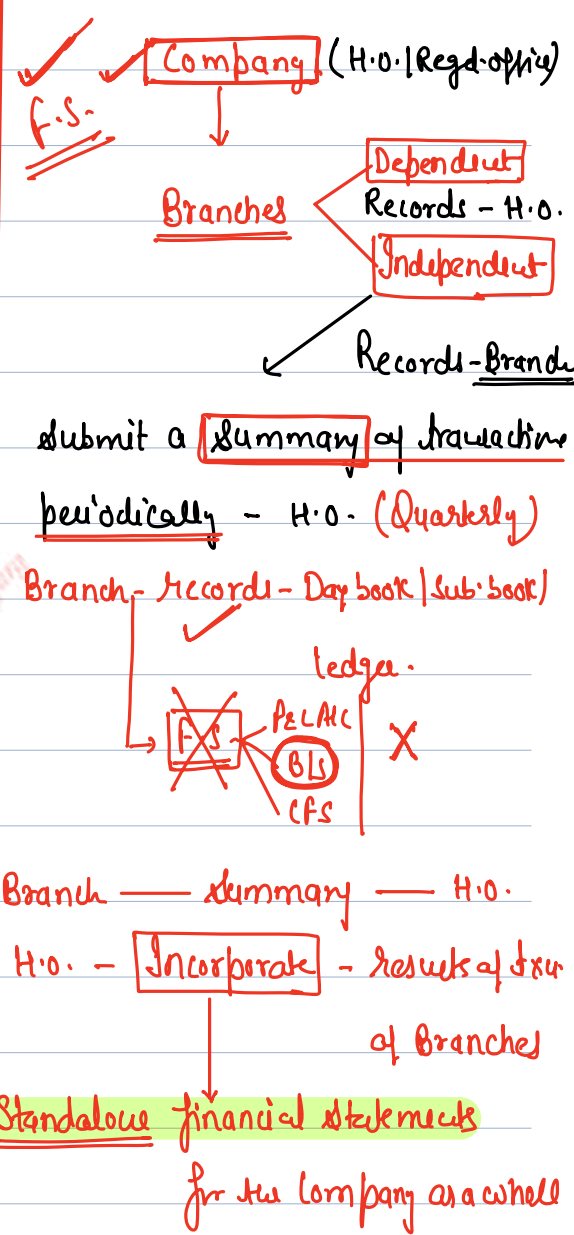 Company (H.O. | Regd. office)
F.S.
Dependent
Branches Records - H.O.
Independent
Records - Branch
Submit a Summary of transactions
periodically - H.O. (Quarterly)
Branch - records - Day book | Sub. book |
ledger.
F.S P&L A/C
B/S X
CFS
Branch — Summary — H.O.
H.O. - Incorporate - results of txn
of Branches
Standalone financial statements
for the Company as a whole